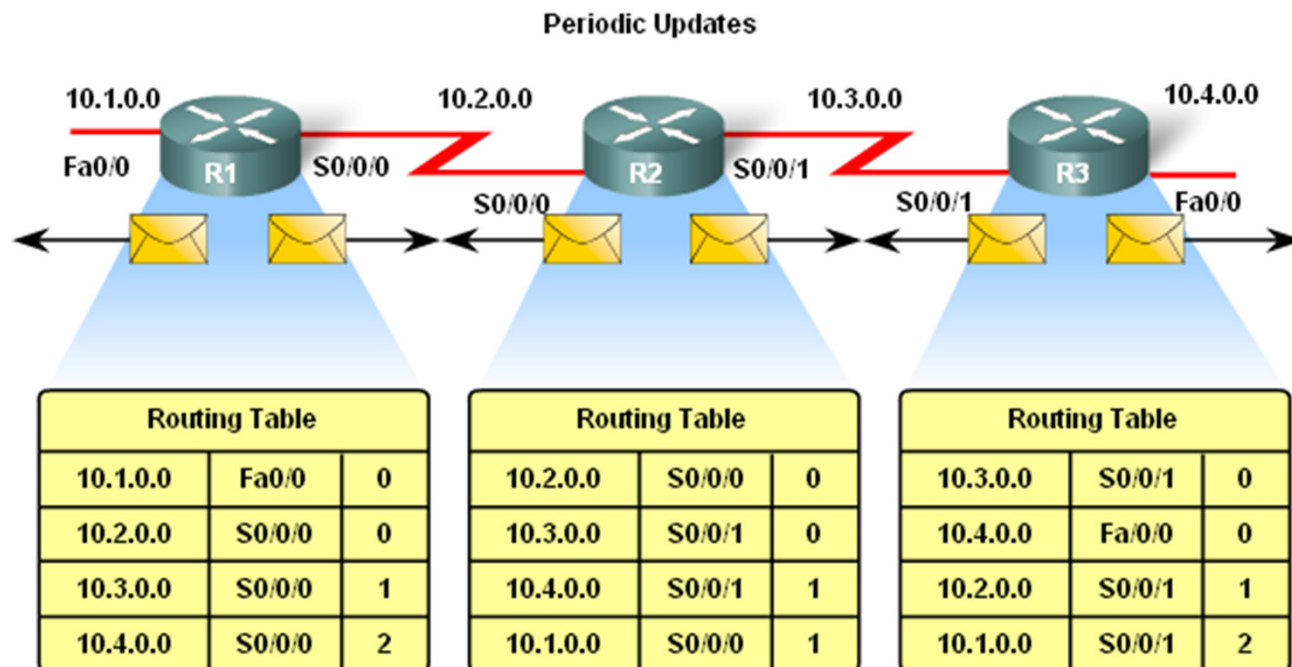 Periodic Updates
10.1.0.0 10.2.0.0 10.3.0.0 10.4.0.0
Fa0/0 R1 S0/0/0 R2 S0/0/1 R3
S0/0/0 S0/0/1 Fa0/0
Routing Table Routing Table Routing Table
10.1.0.0 Fa0/0 0 10.2.0.0 S0/0/0 0 10.3.0.0 S0/0/1 0
10.2.0.0 S0/0/0 0 10.3.0.0 S0/0/1 0 10.4.0.0 Fa/0/0 0
10.3.0.0 S0/0/0 1 10.4.0.0 S0/0/1 1 10.2.0.0 S0/0/1 1
10.4.0.0 S0/0/0 2 10.1.0.0 S0/0/0 1 10.1.0.0 S0/0/1 2